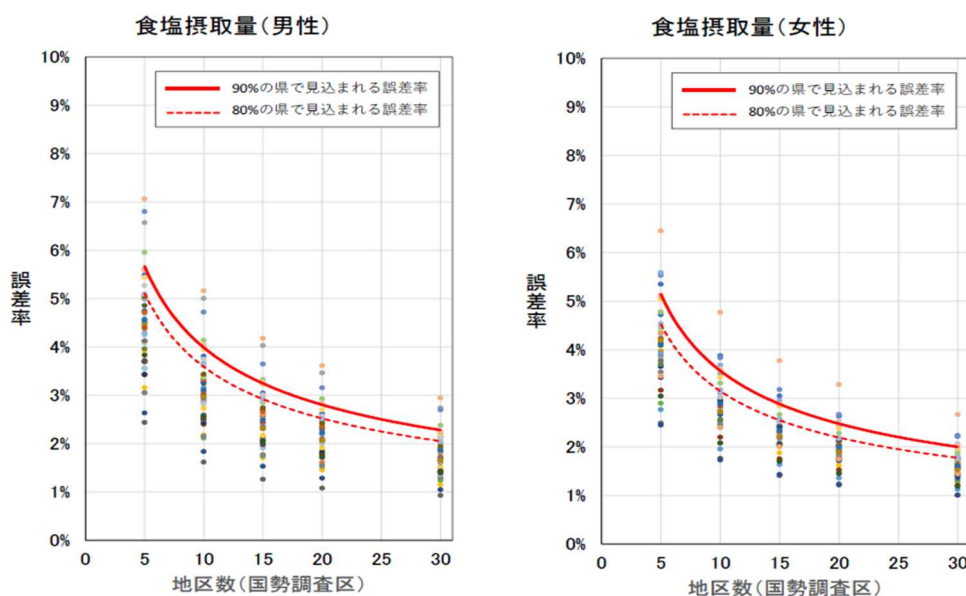 食塩摂取量(男性)
10%
9%
8%
7%
6%
5%
4%
3%
2%
1%
0%
誤差率
90%の県で見込まれる誤差率
80%の県で見込まれる誤差率
0 5 10 15 20 25 30
地区数(国勢調査区)
食塩摂取量(女性)
10%
9%
8%
7%
6%
5%
4%
3%
2%
1%
0%
誤差率
90%の県で見込まれる誤差率
80%の県で見込まれる誤差率
0 5 10 15 20 25 30
地区数(国勢調査区)